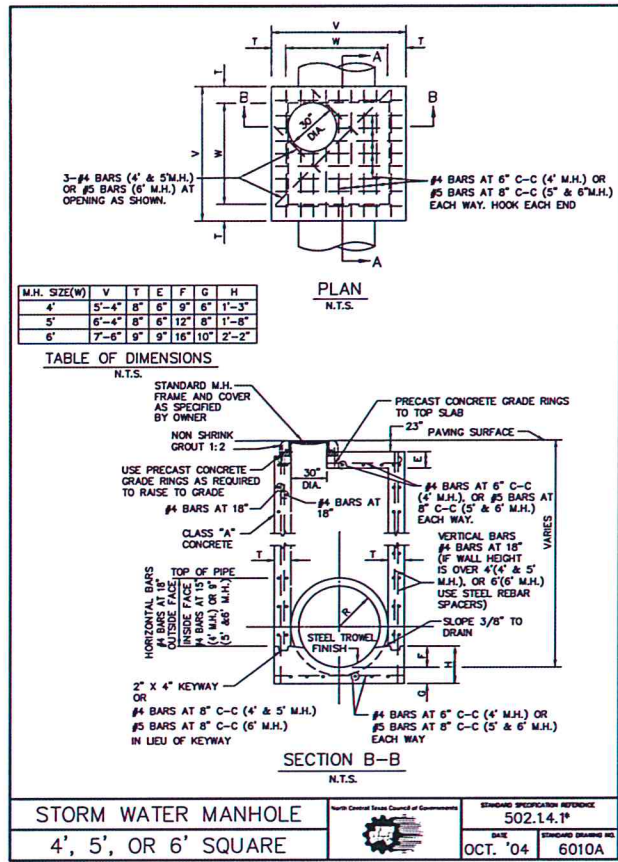 V
T W T
A
B B
T
V W
30"
DIA.
3-#4 BARS (4' & 5'M.H.)
OR #5 BARS (6' M.H.) AT
OPENING AS SHOWN.
#4 BARS AT 6" C-C (4' M.H.) OR
#5 BARS AT 8" C-C (5" & 6"M.H.)
EACH WAY. HOOK EACH END
T
A
PLAN
N.T.S.
M.H. SIZE(W) V T E F G H
4' 5'-4" 8" 6" 9" 6" 1'-3"
5' 6'-4" 8" 6" 12" 8" 1'-8"
6' 7'-6" 9" 9" 16" 10" 2'-2"
TABLE OF DIMENSIONS
N.T.S.
STANDARD M.H.
FRAME AND COVER
AS SPECIFIED
BY OWNER
PRECAST CONCRETE GRADE RINGS
TO TOP SLAB
23"
PAVING SURFACE
NON SHRINK
GROUT 1:2
USE PRECAST CONCRETE
GRADE RINGS AS REQUIRED
TO RAISE TO GRADE
30"
DIA.
E
#4 BARS AT 18"
#4 BARS AT
18"
#4 BARS AT 6" C-C
(4' M.H.), OR #5 BARS AT
8" C-C (5' & 6' M.H.)
EACH WAY.
CLASS "A"
CONCRETE
VARIES
T T
VERTICAL BARS
#4 BARS AT 18"
(IF WALL HEIGHT
IS OVER 4'(4' & 5'
M.H.), OR 6'(6' M.H.)
USE STEEL REBAR
SPACERS)
TOP OF PIPE
HORIZONTAL BARS
#4 BARS AT 18"
OUTSIDE FACE
INSIDE FACE
#4 BARS AT 15"
(4' M.H.) OR 9"
(5' &6' M.H.)
R
STEEL TROWEL
FINISH
SLOPE 3/8" TO
DRAIN
F H
G
2" X 4" KEYWAY
OR
#4 BARS AT 8" C-C (4' & 5' M.H.)
#5 BARS AT 8" C-C (6' M.H.)
IN LIEU OF KEYWAY
#4 BARS AT 6" C-C (4' M.H.) OR
#5 BARS AT 8" C-C (5' & 6' M.H.)
EACH WAY
SECTION B-B
N.T.S.
STORM WATER MANHOLE
4', 5', OR 6' SQUARE
North Central Texas Council of Governments
STANDARD SPECIFICATION REFERENCE
502.1.4.1*
DATE STANDARD DRAWING NO.
OCT. '04 6010A